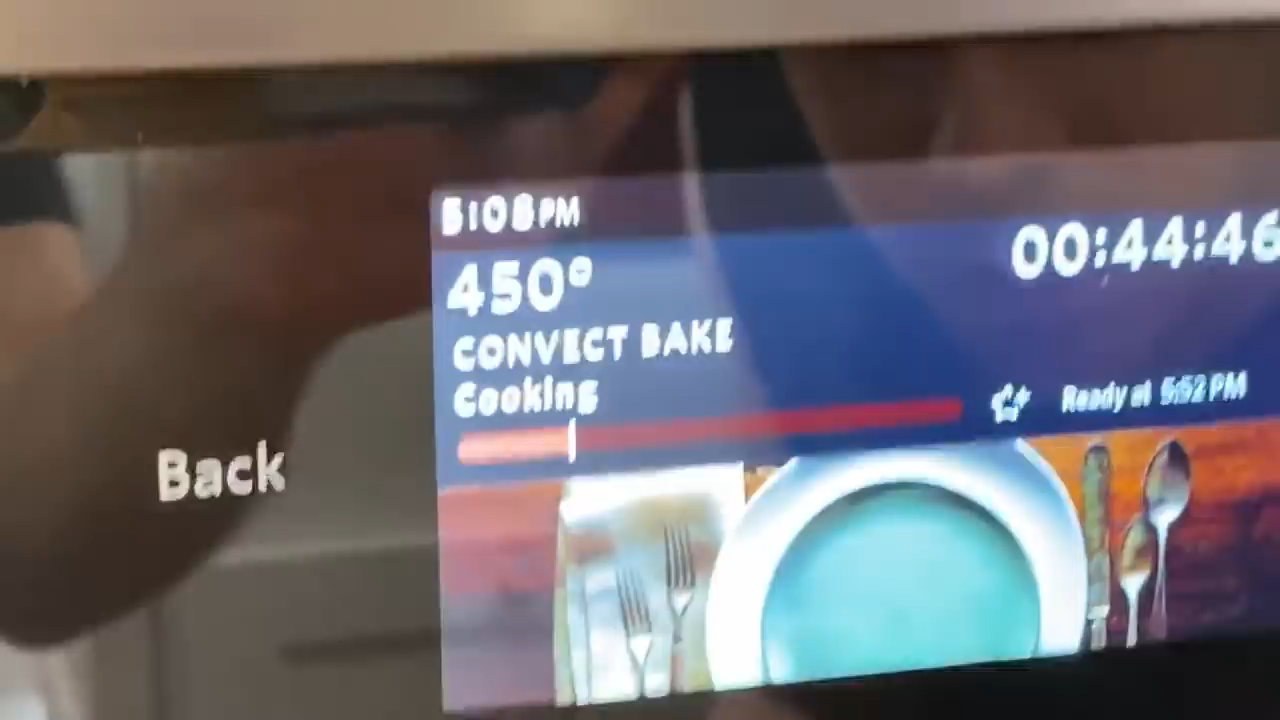 5:08PM
450°
00:44:46
CONVECT BAKE
Cooking
Ready at 5:52 PM
Back